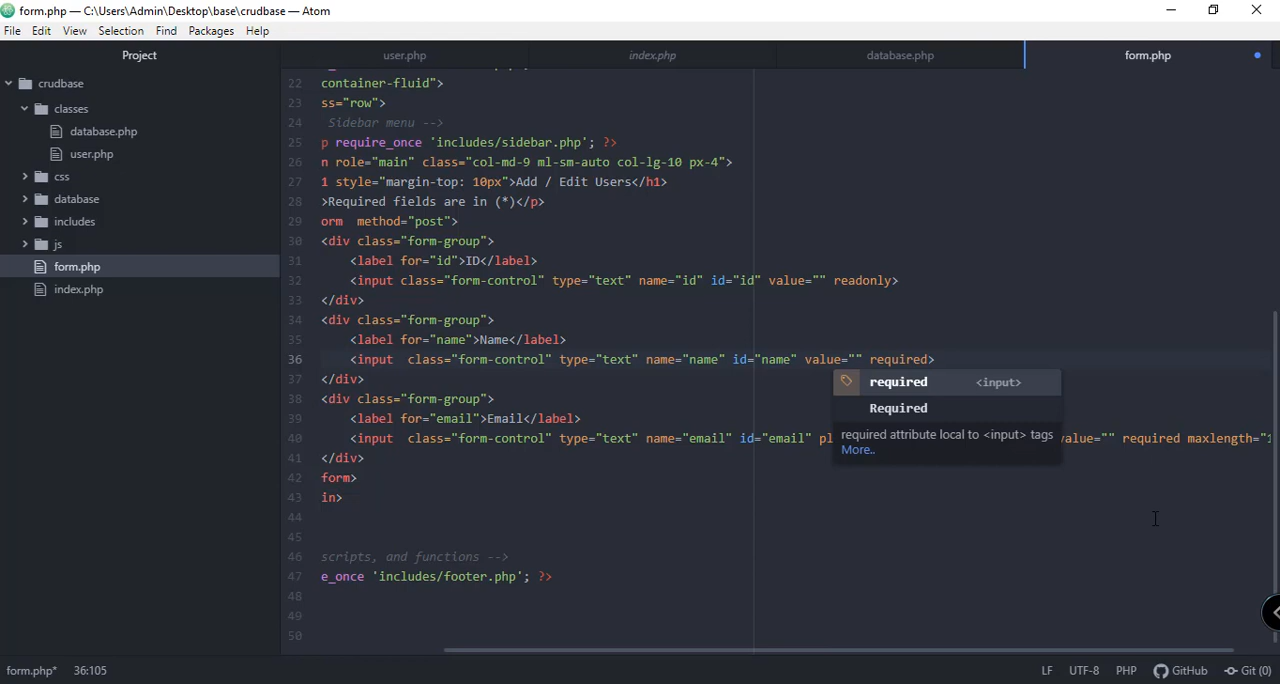 form.php — C:\Users\Admin\Desktop\base\crudbase — Atom
File Edit View Selection Find Packages Help
Project
user.php index.php database.php form.php
crudbase
classes
database.php
user.php
css
database
includes
js
form.php
index.php
22 container-fluid">
23 ss="row">
24 Sidebar menu -->
25 p require_once 'includes/sidebar.php'; ?>
26 n role="main" class="col-md-9 ml-sm-auto col-lg-10 px-4">
27 1 style="margin-top: 10px">Add / Edit Users</h1>
28 >Required fields are in (*)</p>
29 orm  method="post">
30 <div class="form-group">
31 <label for="id">ID</label>
32 <input class="form-control" type="text" name="id" id="id" value="" readonly>
33 </div>
34 <div class="form-group">
35 <label for="name">Name</label>
36 <input  class="form-control" type="text" name="name" id="name" value="" required>
37 </div>
38 <div class="form-group">
39 <label for="email">Email</label>
40 <input  class="form-control" type="text" name="email" id="email" pl value="" required maxlength="1
41 </div>
42 form>
43 in>
44
45
46 scripts, and functions -->
47 e_once 'includes/footer.php'; ?>
48
49
50
required <input>
Required
required attribute local to <input> tags
More..
form.php* 36:105 LF UTF-8 PHP GitHub Git (0)